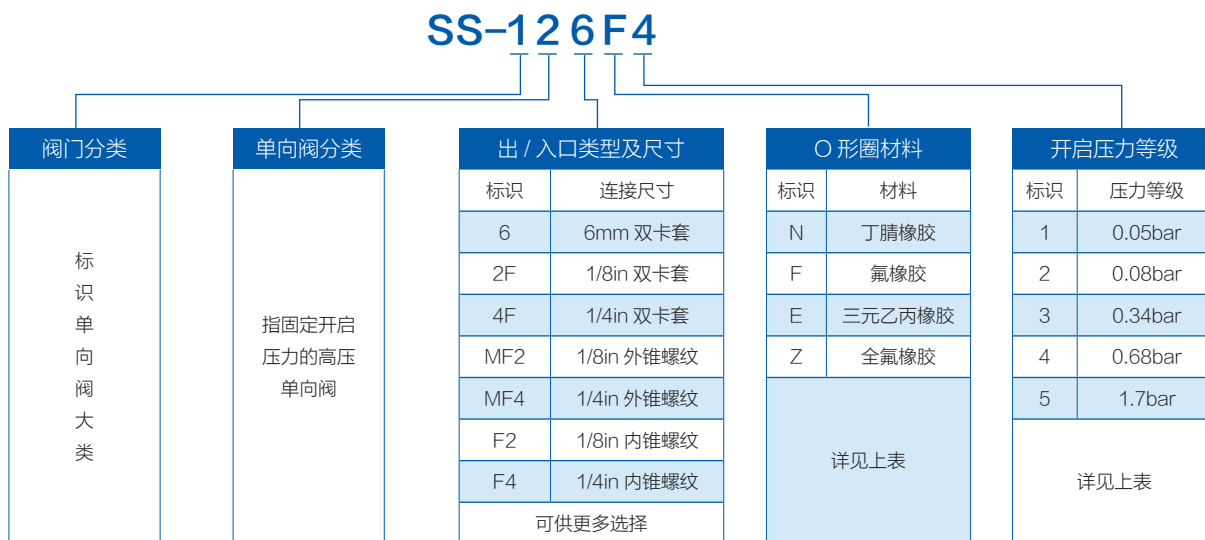 SS-126F4
阀门分类
标
识
单
向
阀
大
类
单向阀分类
指固定开启
压力的高压
单向阀
出 / 入口类型及尺寸
标识 连接尺寸
6 6mm 双卡套
2F 1/8in 双卡套
4F 1/4in 双卡套
MF2 1/8in 外锥螺纹
MF4 1/4in 外锥螺纹
F2 1/8in 内锥螺纹
F4 1/4in 内锥螺纹
可供更多选择
O 形圈材料
标识 材料
N 丁腈橡胶
F 氟橡胶
E 三元乙丙橡胶
Z 全氟橡胶
详见上表
开启压力等级
标识 压力等级
1 0.05bar
2 0.08bar
3 0.34bar
4 0.68bar
5 1.7bar
详见上表